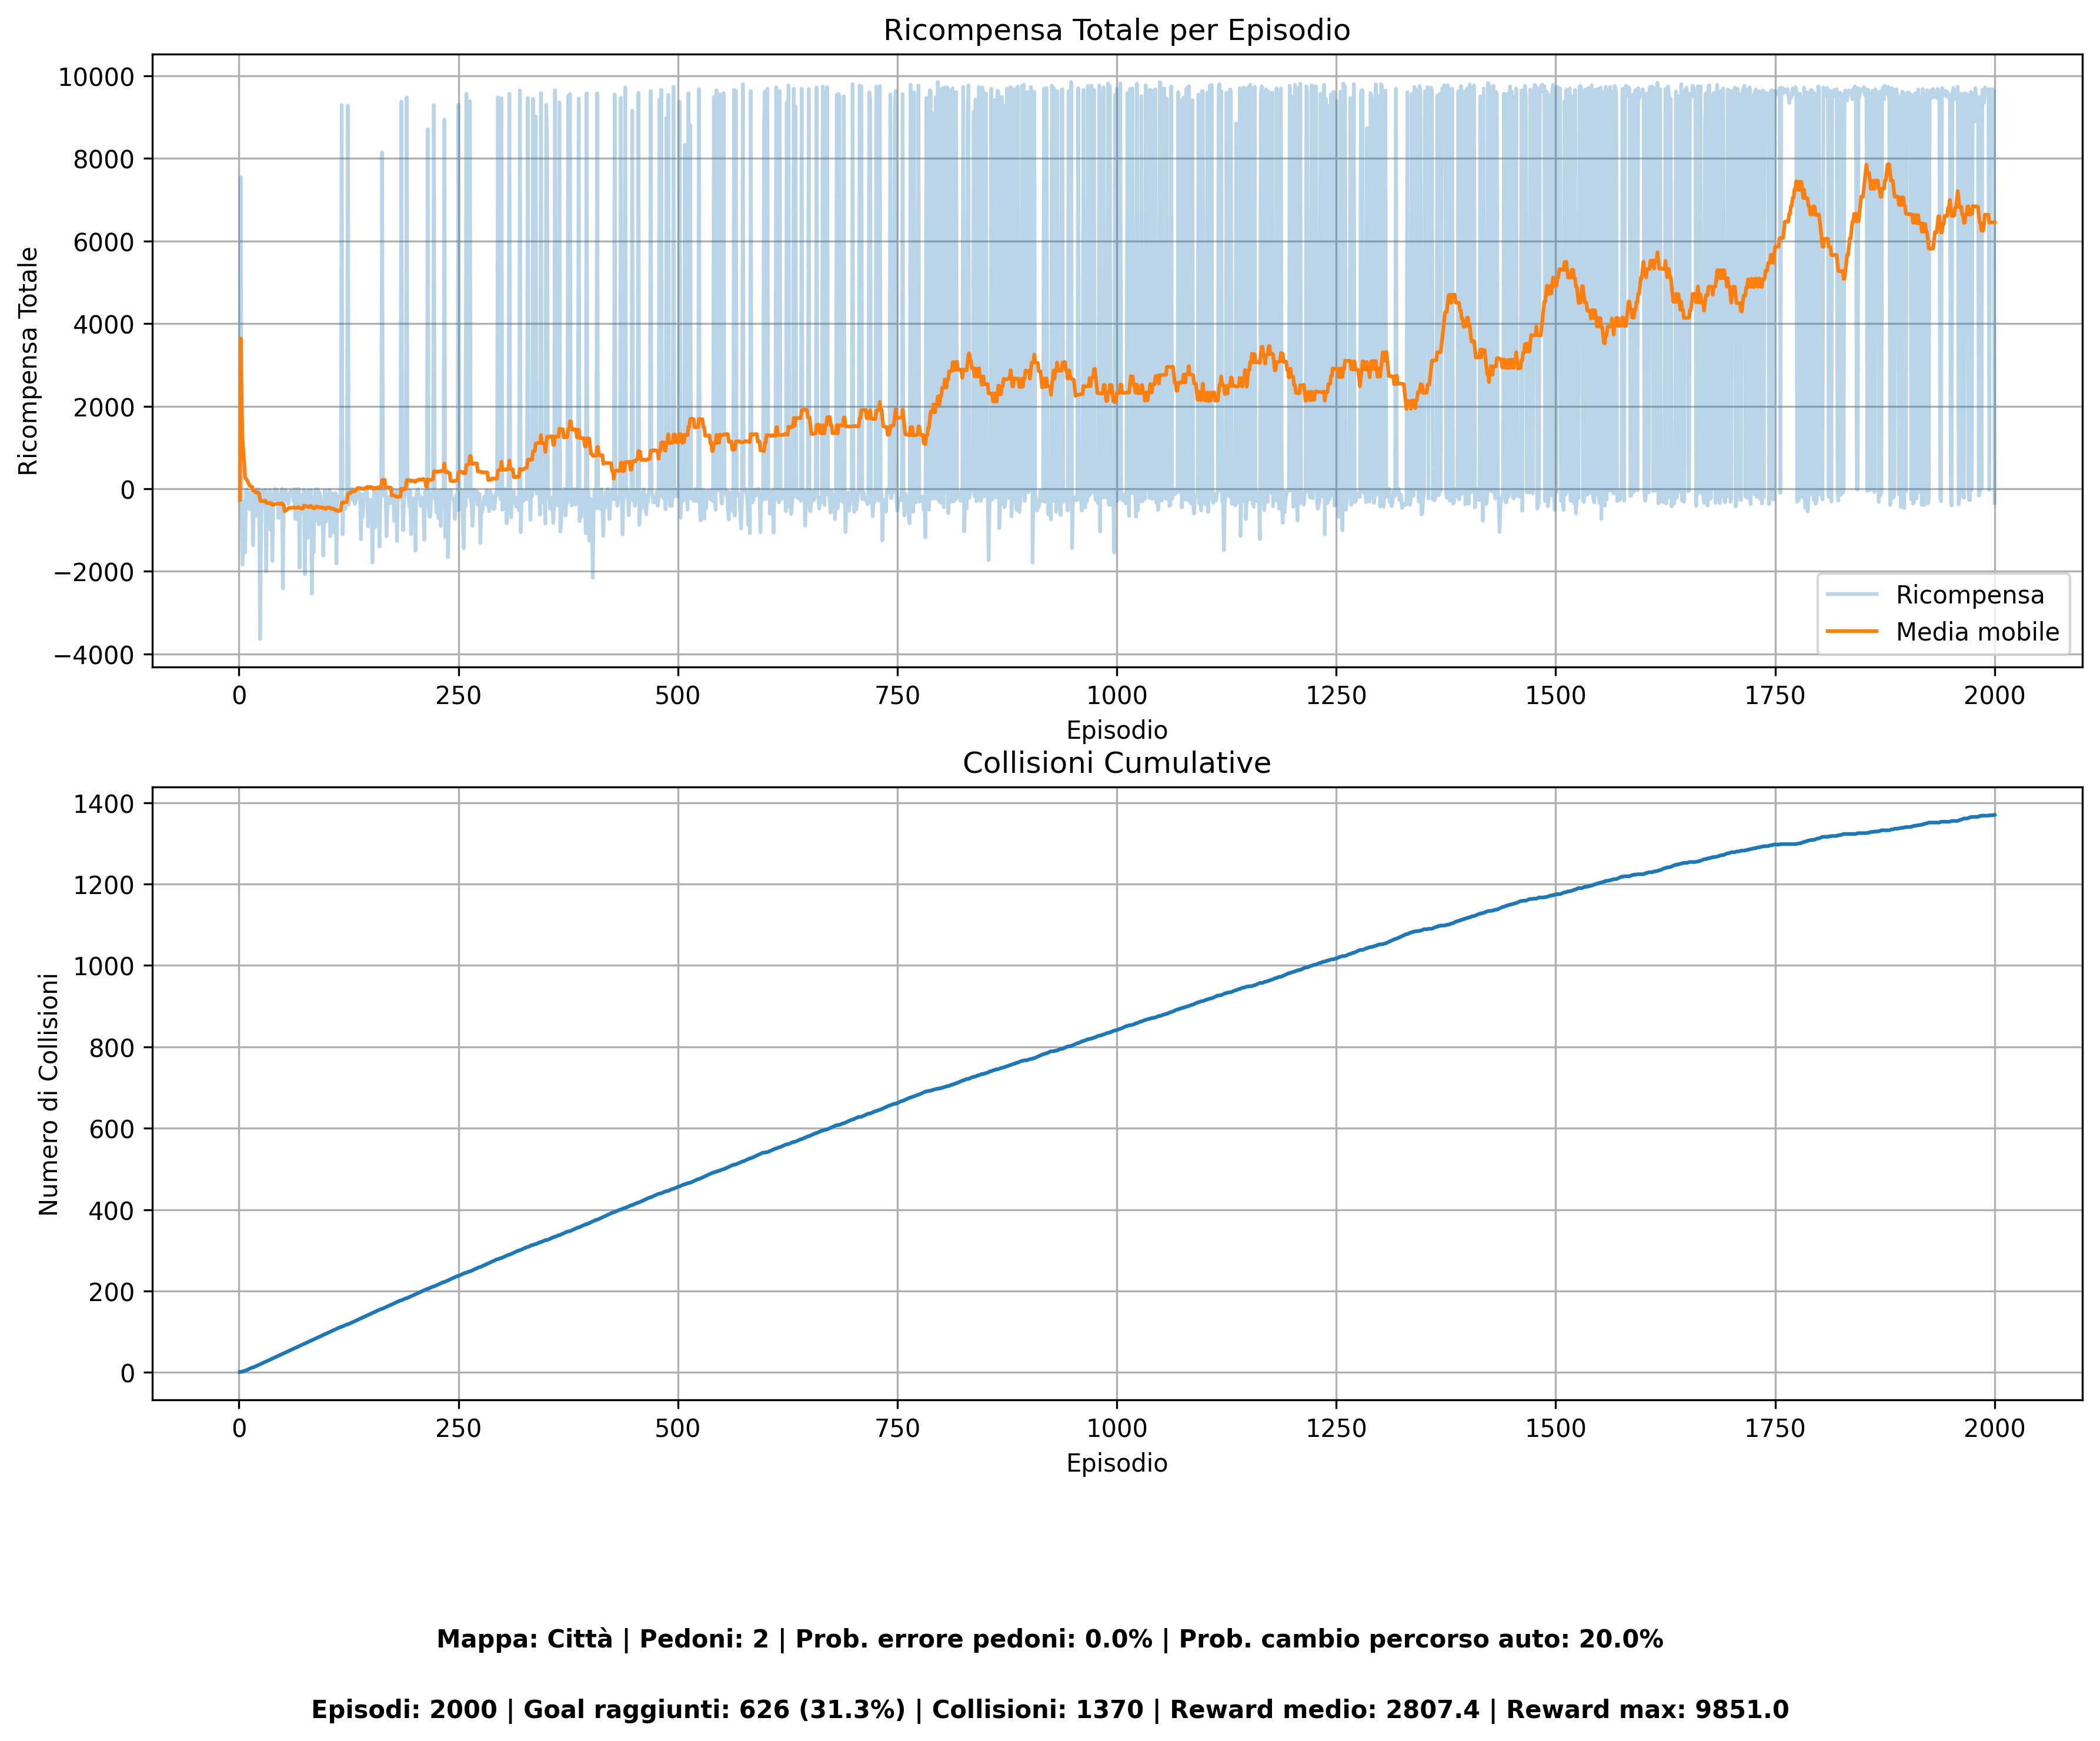 Ricompensa Totale per Episodio
Ricompensa Totale
10000
8000
6000
4000
2000
0
−2000
−4000
Ricompensa
Media mobile
0 250 500 750 1000 1250 1500 1750 2000
Episodio
Collisioni Cumulative
Numero di Collisioni
1400
1200
1000
800
600
400
200
0
0 250 500 750 1000 1250 1500 1750 2000
Episodio
Mappa: Città | Pedoni: 2 | Prob. errore pedoni: 0.0% | Prob. cambio percorso auto: 20.0%
Episodi: 2000 | Goal raggiunti: 626 (31.3%) | Collisioni: 1370 | Reward medio: 2807.4 | Reward max: 9851.0